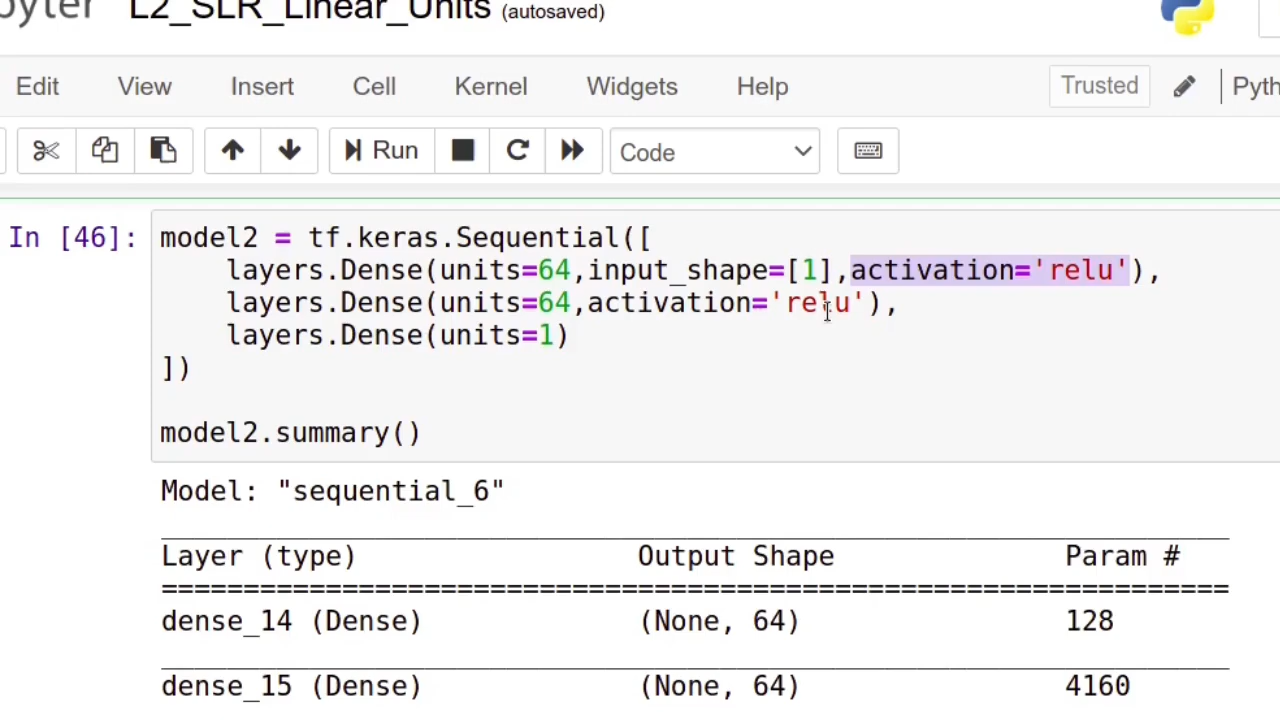 L2_SLR_Linear_Units (autosaved)
Edit View Insert Cell Kernel Widgets Help Trusted
Run Code
In [46]: model2 = tf.keras.Sequential([
layers.Dense(units=64,input_shape=[1],activation='relu'),
layers.Dense(units=64,activation='relu'),
layers.Dense(units=1)
])
model2.summary()
Model: "sequential_6"
Layer (type) Output Shape Param #
=================================================================
dense_14 (Dense) (None, 64) 128
dense_15 (Dense) (None, 64) 4160